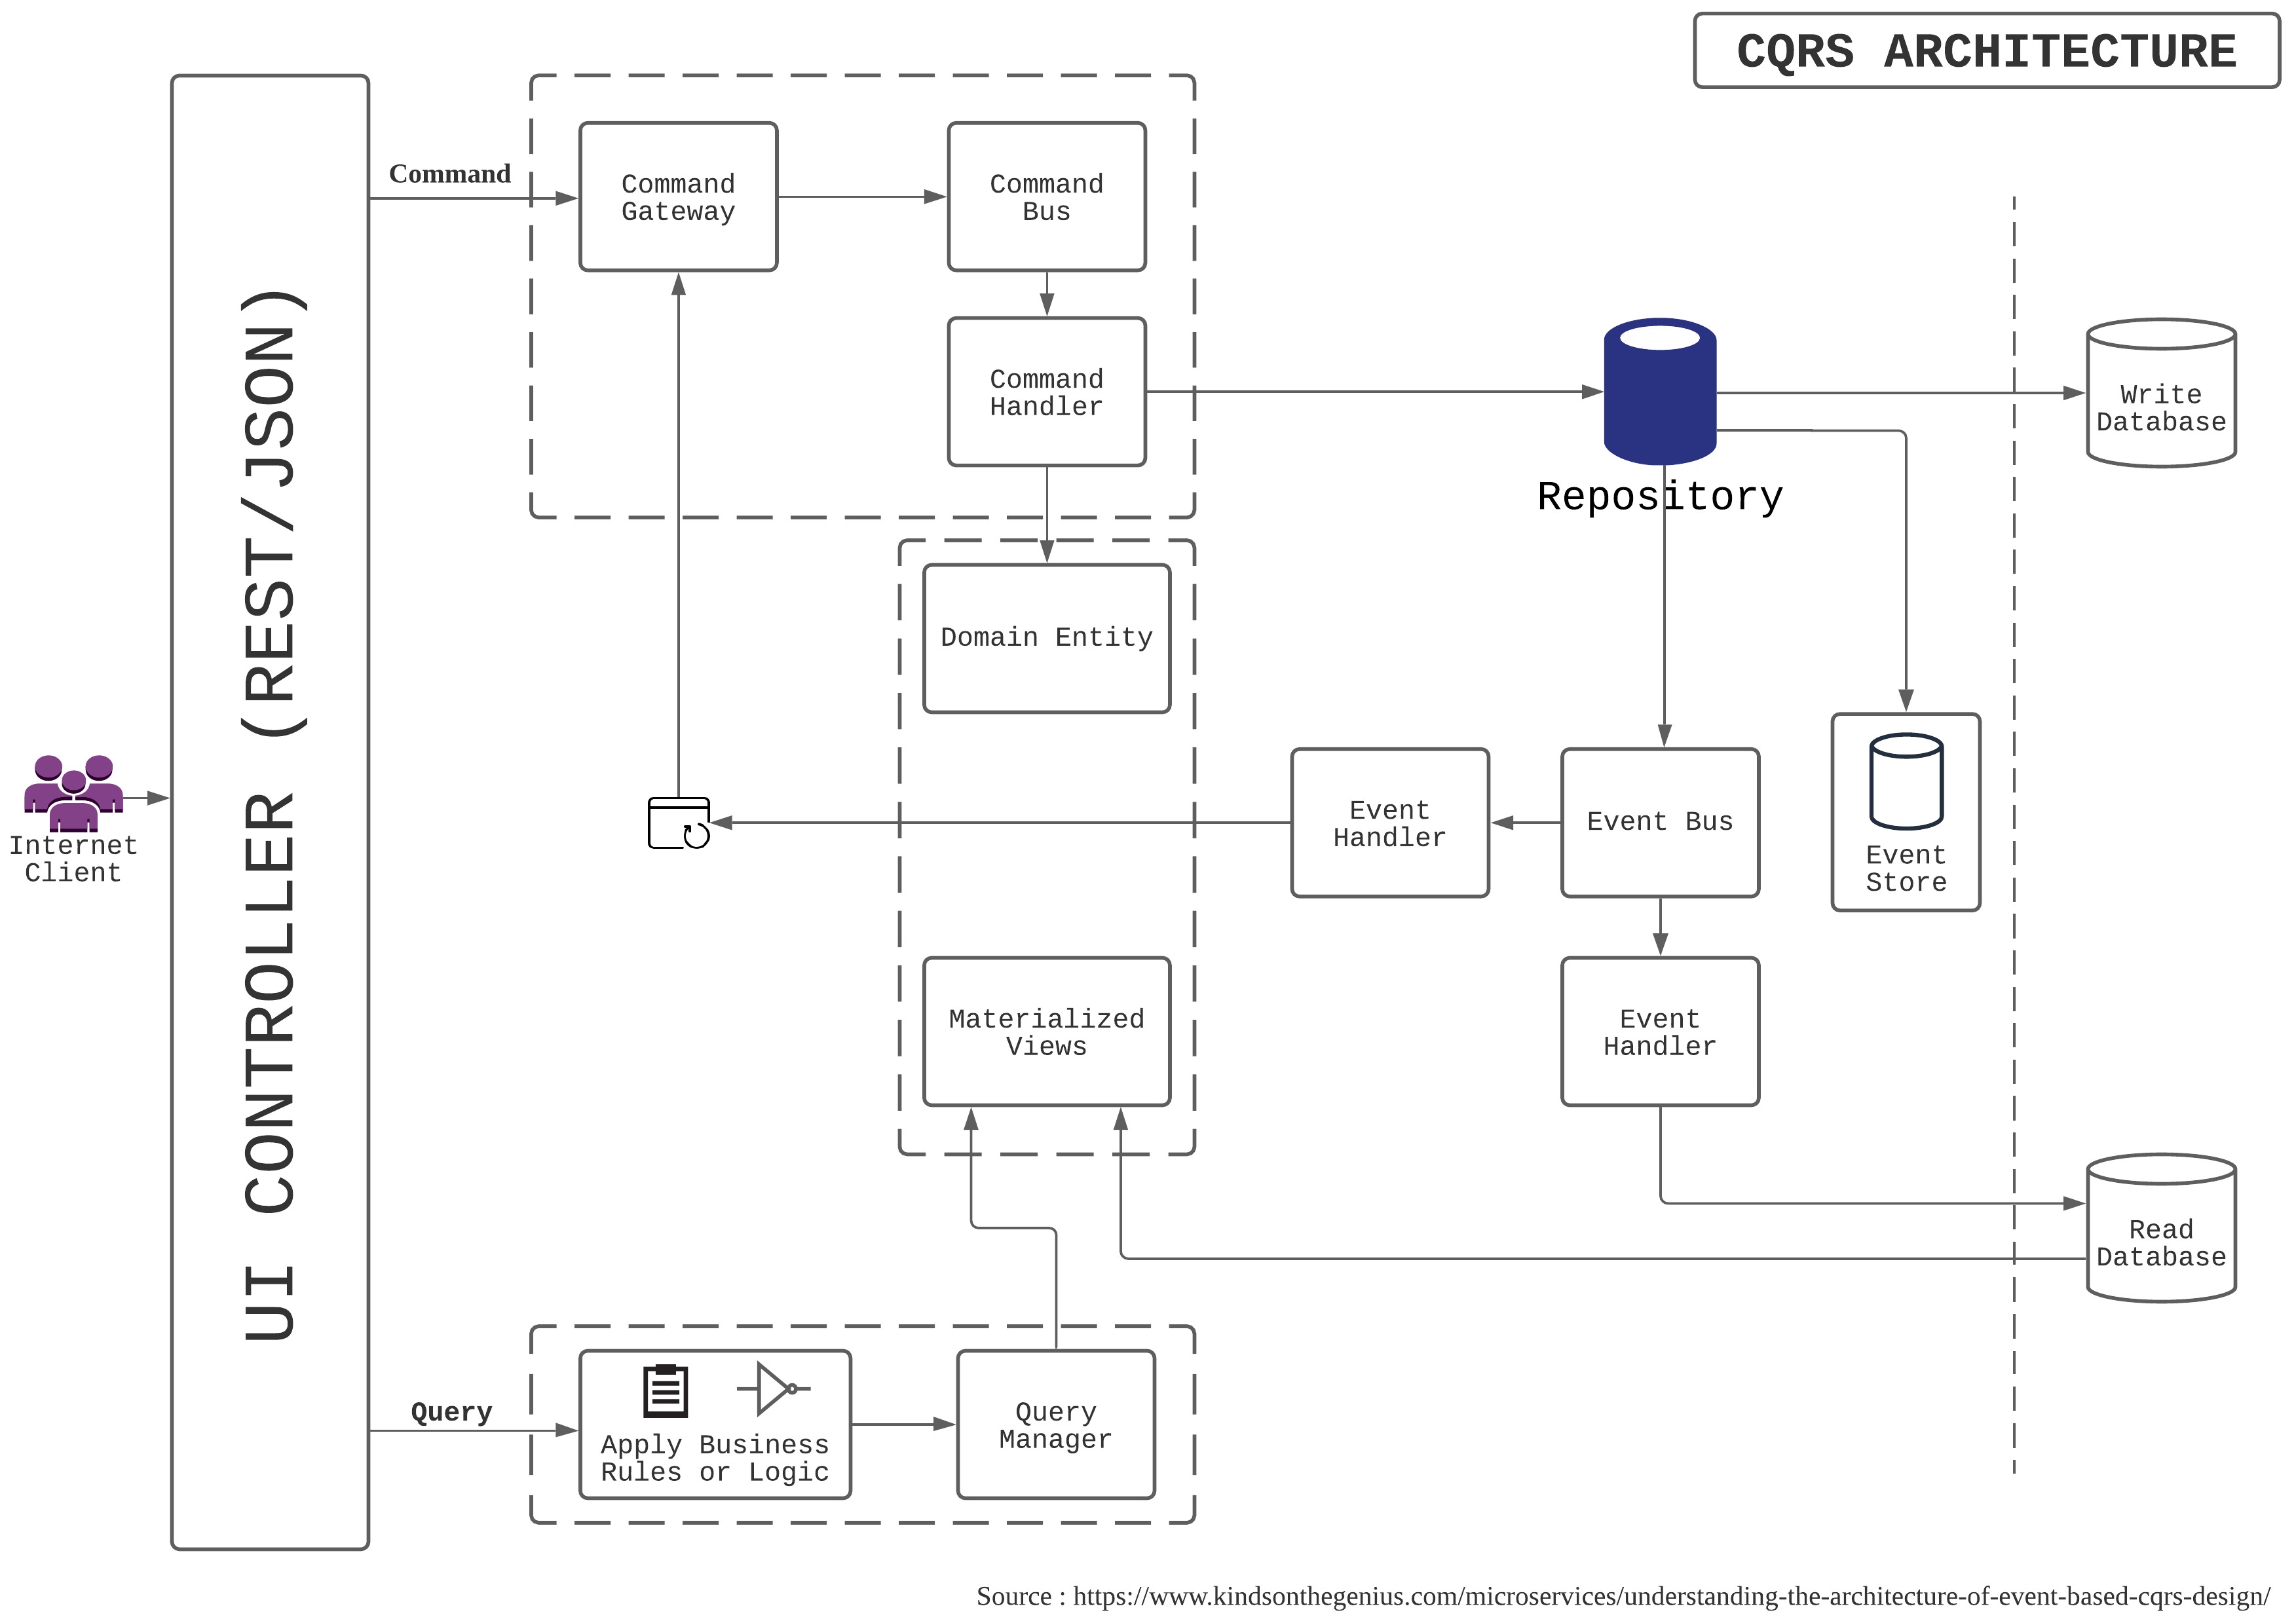 CQRS ARCHITECTURE
UI CONTROLLER (REST/JSON)
Command
Command
Gateway
Command
Bus
Command
Handler
Repository
Write
Database
Domain Entity
Internet
Client
Event
Handler
Event Bus
Event
Store
Materialized
Views
Event
Handler
Read
Database
Query
Apply Business
Rules or Logic
Query
Manager
Source : https://www.kindsonthegenius.com/microservices/understanding-the-architecture-of-event-based-cqrs-design/